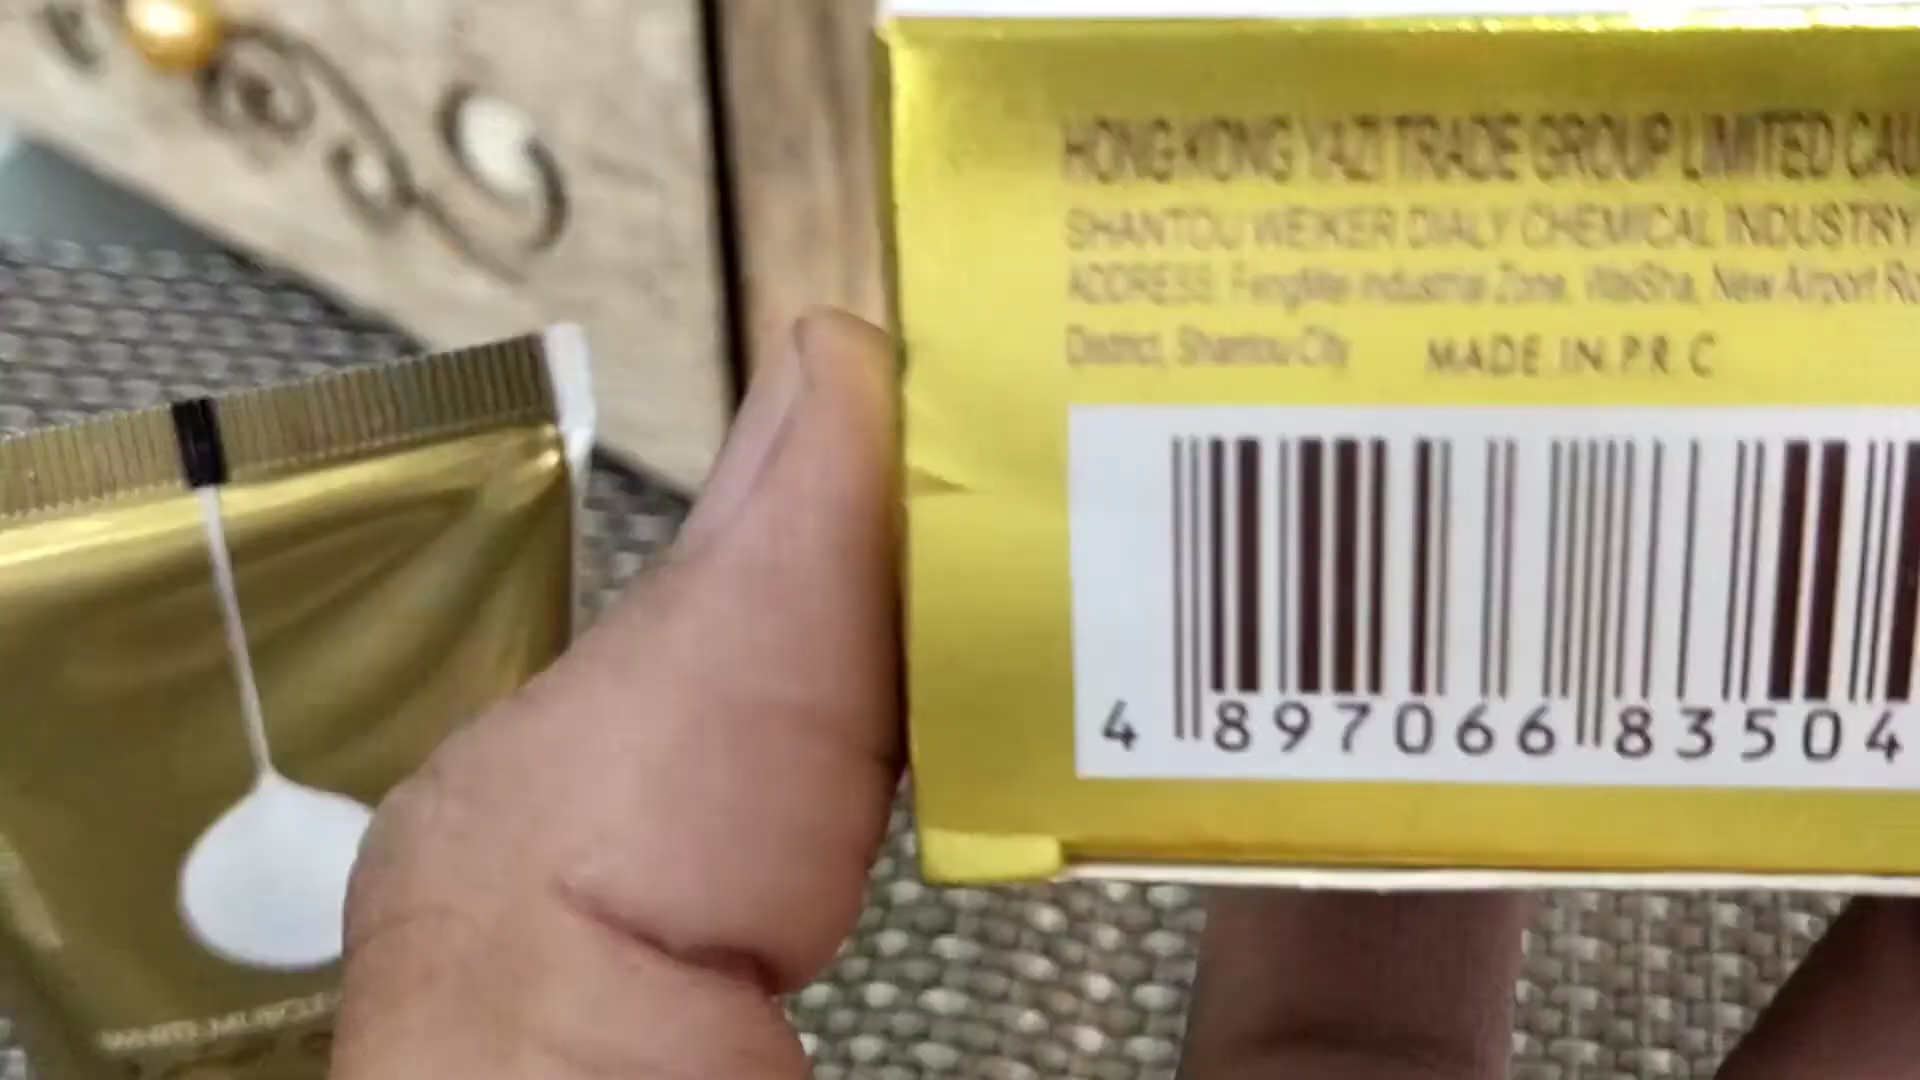 HONG KONG YAZI TRADE GROUP LIMITED
SHANTOU WEIKER DIALY CHEMICAL INDUSTRY
ADDRESS: Industrial Zone, WaiSha, New Airport
District, Shantou City MADE IN P.R C
4 897066 83504